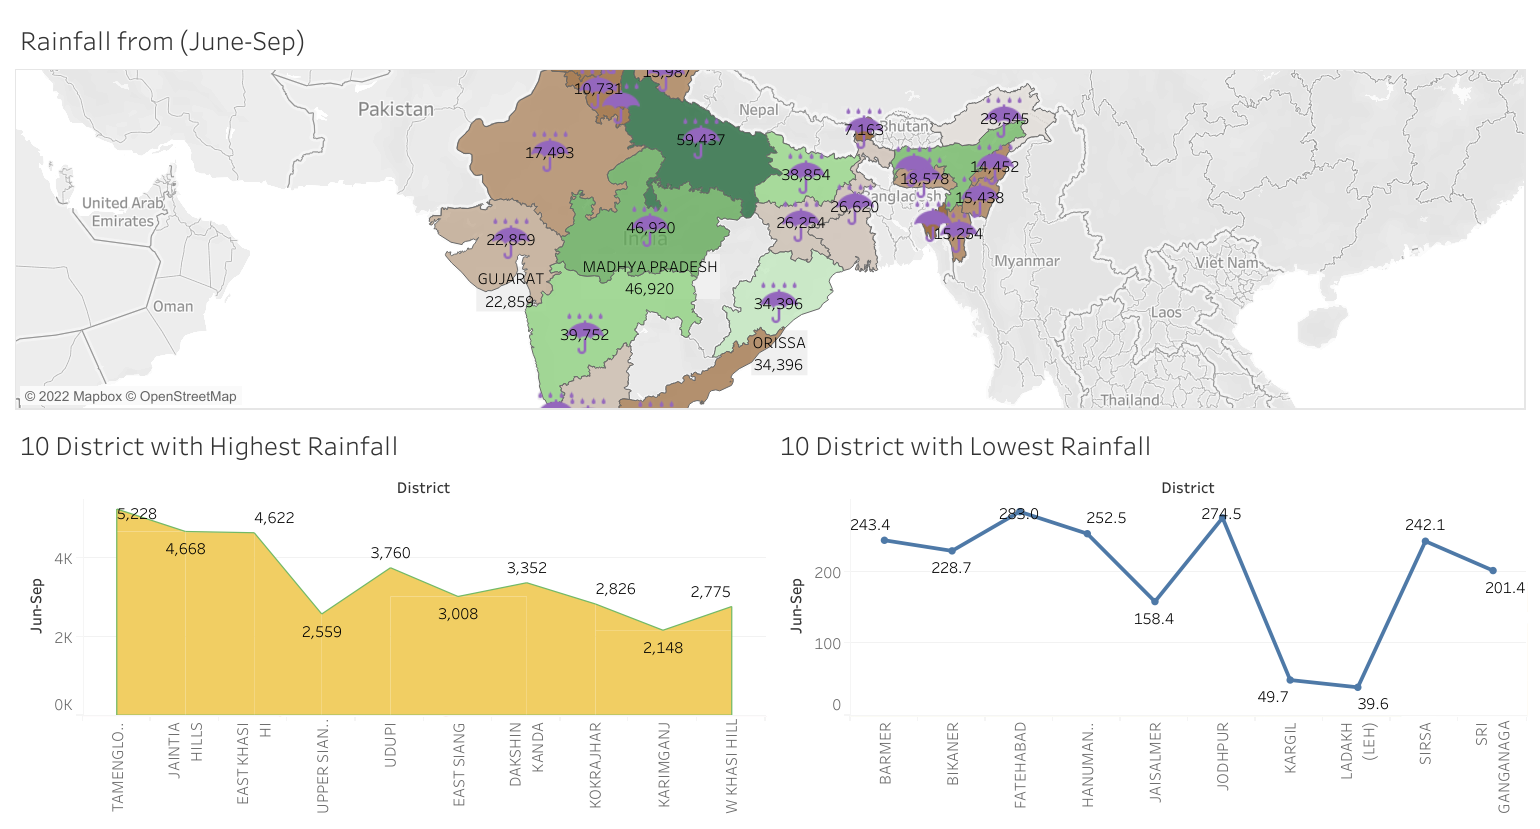 Rainfall from (June-Sep)
15,987
10,731
Pakistan
Nepal
59,437
7,163
Bhutan
28,545
17,493
38,854
18,578
14,452
United Arab
Emirates
Bangladesh
26,620
15,438
26,254
46,920
India
15,254
22,859
MADHYA PRADESH
46,920
GUJARAT
22,859
Myanmar
Viet Nam
Oman
34,396
Laos
39,752
ORISSA
34,396
Thailand
© 2022 Mapbox © OpenStreetMap
10 District with Highest Rainfall
District
Jun-Sep
4K
2K
0K
5,228
4,668
4,622
2,559
3,760
3,008
3,352
2,826
2,148
2,775
TAMENGLO..
JAINTIA
HILLS
EAST KHASI
HI
UPPER SIAN..
UDUPI
EAST SIANG
DAKSHIN
KANDA
KOKRAJHAR
KARIMGANJ
W KHASI HILL
10 District with Lowest Rainfall
District
Jun-Sep
200
100
0
243.4
228.7
283.0
252.5
158.4
274.5
49.7
39.6
242.1
201.4
BARMER
BIKANER
FATEHABAD
HANUMAN..
JAISALMER
JODHPUR
KARGIL
LADAKH
(LEH)
SIRSA
SRI
GANGANAGA